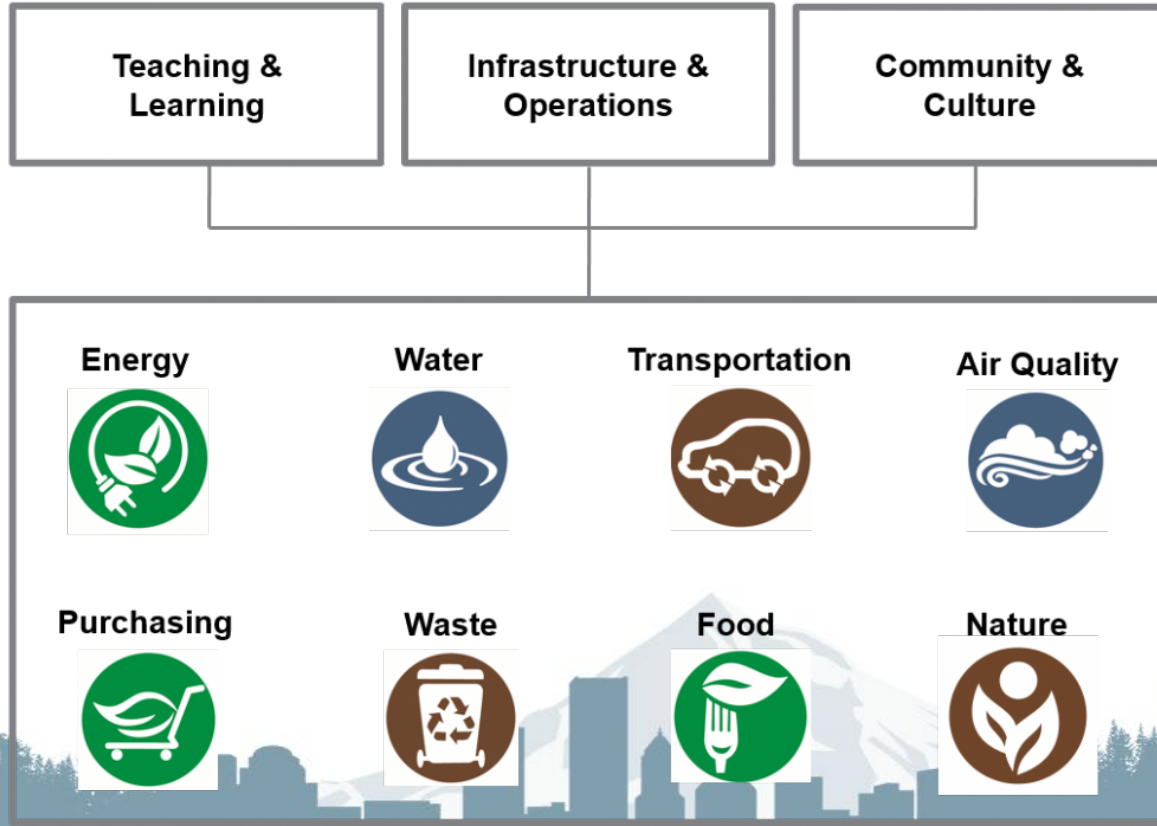 Teaching &
Learning
Infrastructure &
Operations
Community &
Culture
Energy
Water
Transportation
Air Quality
Purchasing
Waste
Food
Nature